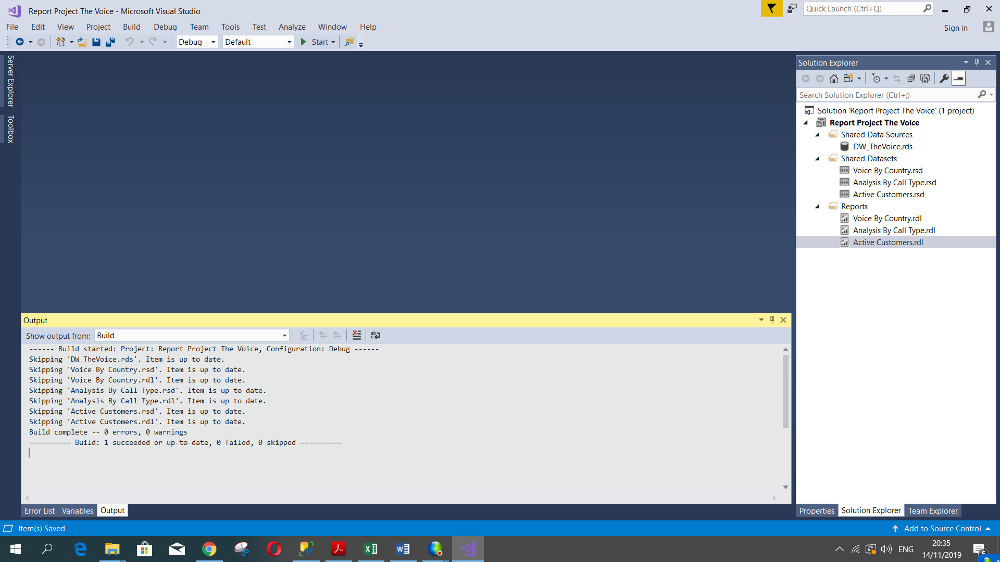 Report Project The Voice - Microsoft Visual Studio
Quick Launch (Ctrl+Q)
File Edit View Project Build Debug Team Tools Test Analyze Window Help
Sign in
Debug Default Start
Server Explorer
Toolbox
Solution Explorer
Search Solution Explorer (Ctrl+;)
Solution 'Report Project The Voice' (1 project)
Report Project The Voice
Shared Data Sources
DW_TheVoice.rds
Shared Datasets
Voice By Country.rsd
Analysis By Call Type.rsd
Active Customers.rsd
Reports
Voice By Country.rdl
Analysis By Call Type.rdl
Active Customers.rdl
Output
Show output from: Build
------ Build started: Project: Report Project The Voice, Configuration: Debug ------
Skipping 'DW_TheVoice.rds'. Item is up to date.
Skipping 'Voice By Country.rsd'. Item is up to date.
Skipping 'Voice By Country.rdl'. Item is up to date.
Skipping 'Analysis By Call Type.rsd'. Item is up to date.
Skipping 'Analysis By Call Type.rdl'. Item is up to date.
Skipping 'Active Customers.rsd'. Item is up to date.
Skipping 'Active Customers.rdl'. Item is up to date.
Build complete -- 0 errors, 0 warnings
========== Build: 1 succeeded or up-to-date, 0 failed, 0 skipped ==========
Error List Variables Output
Properties Solution Explorer Team Explorer
Item(s) Saved
Add to Source Control
ENG
20:35
14/11/2019